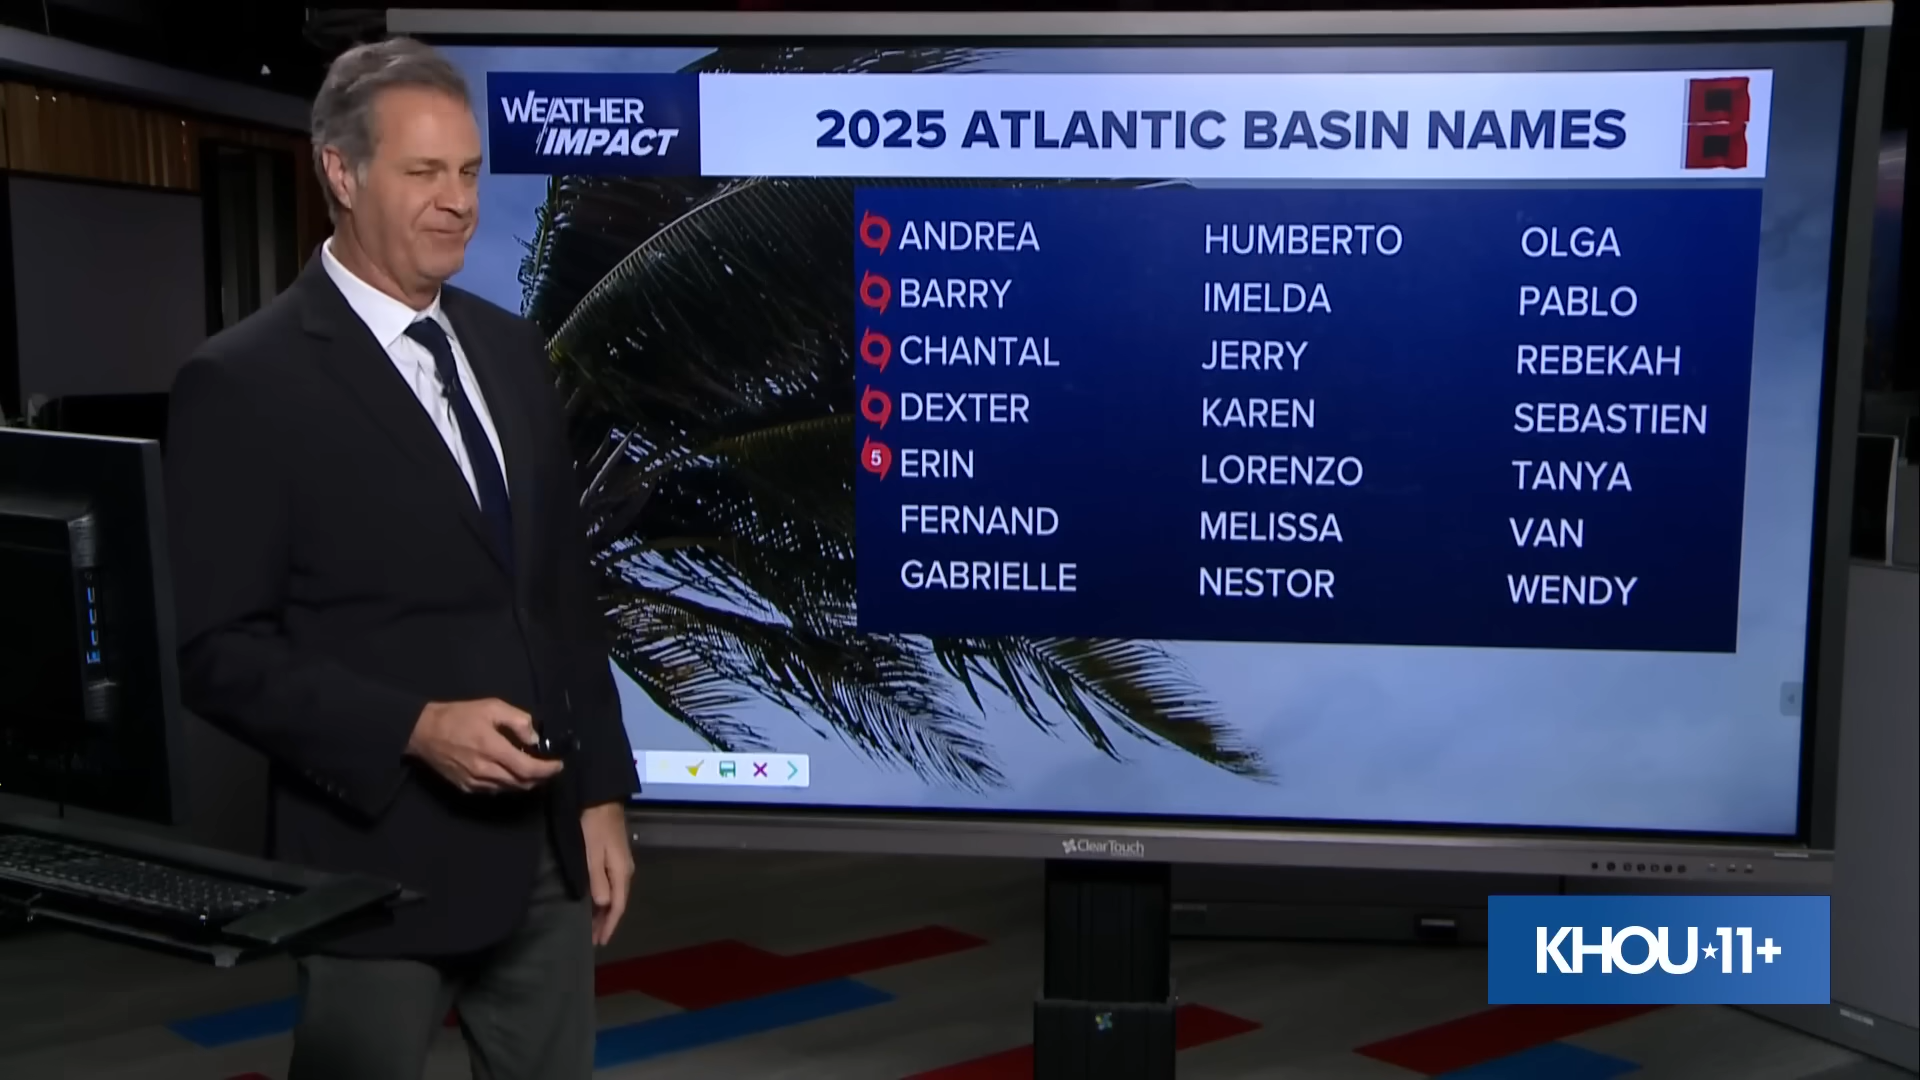 WEATHER
IMPACT
2025 ATLANTIC BASIN NAMES
ANDREA
BARRY
CHANTAL
DEXTER
5 ERIN
FERNAND
GABRIELLE
HUMBERTO
IMELDA
JERRY
KAREN
LORENZO
MELISSA
NESTOR
OLGA
PABLO
REBEKAH
SEBASTIEN
TANYA
VAN
WENDY
ClearTouch
KHOU★11+